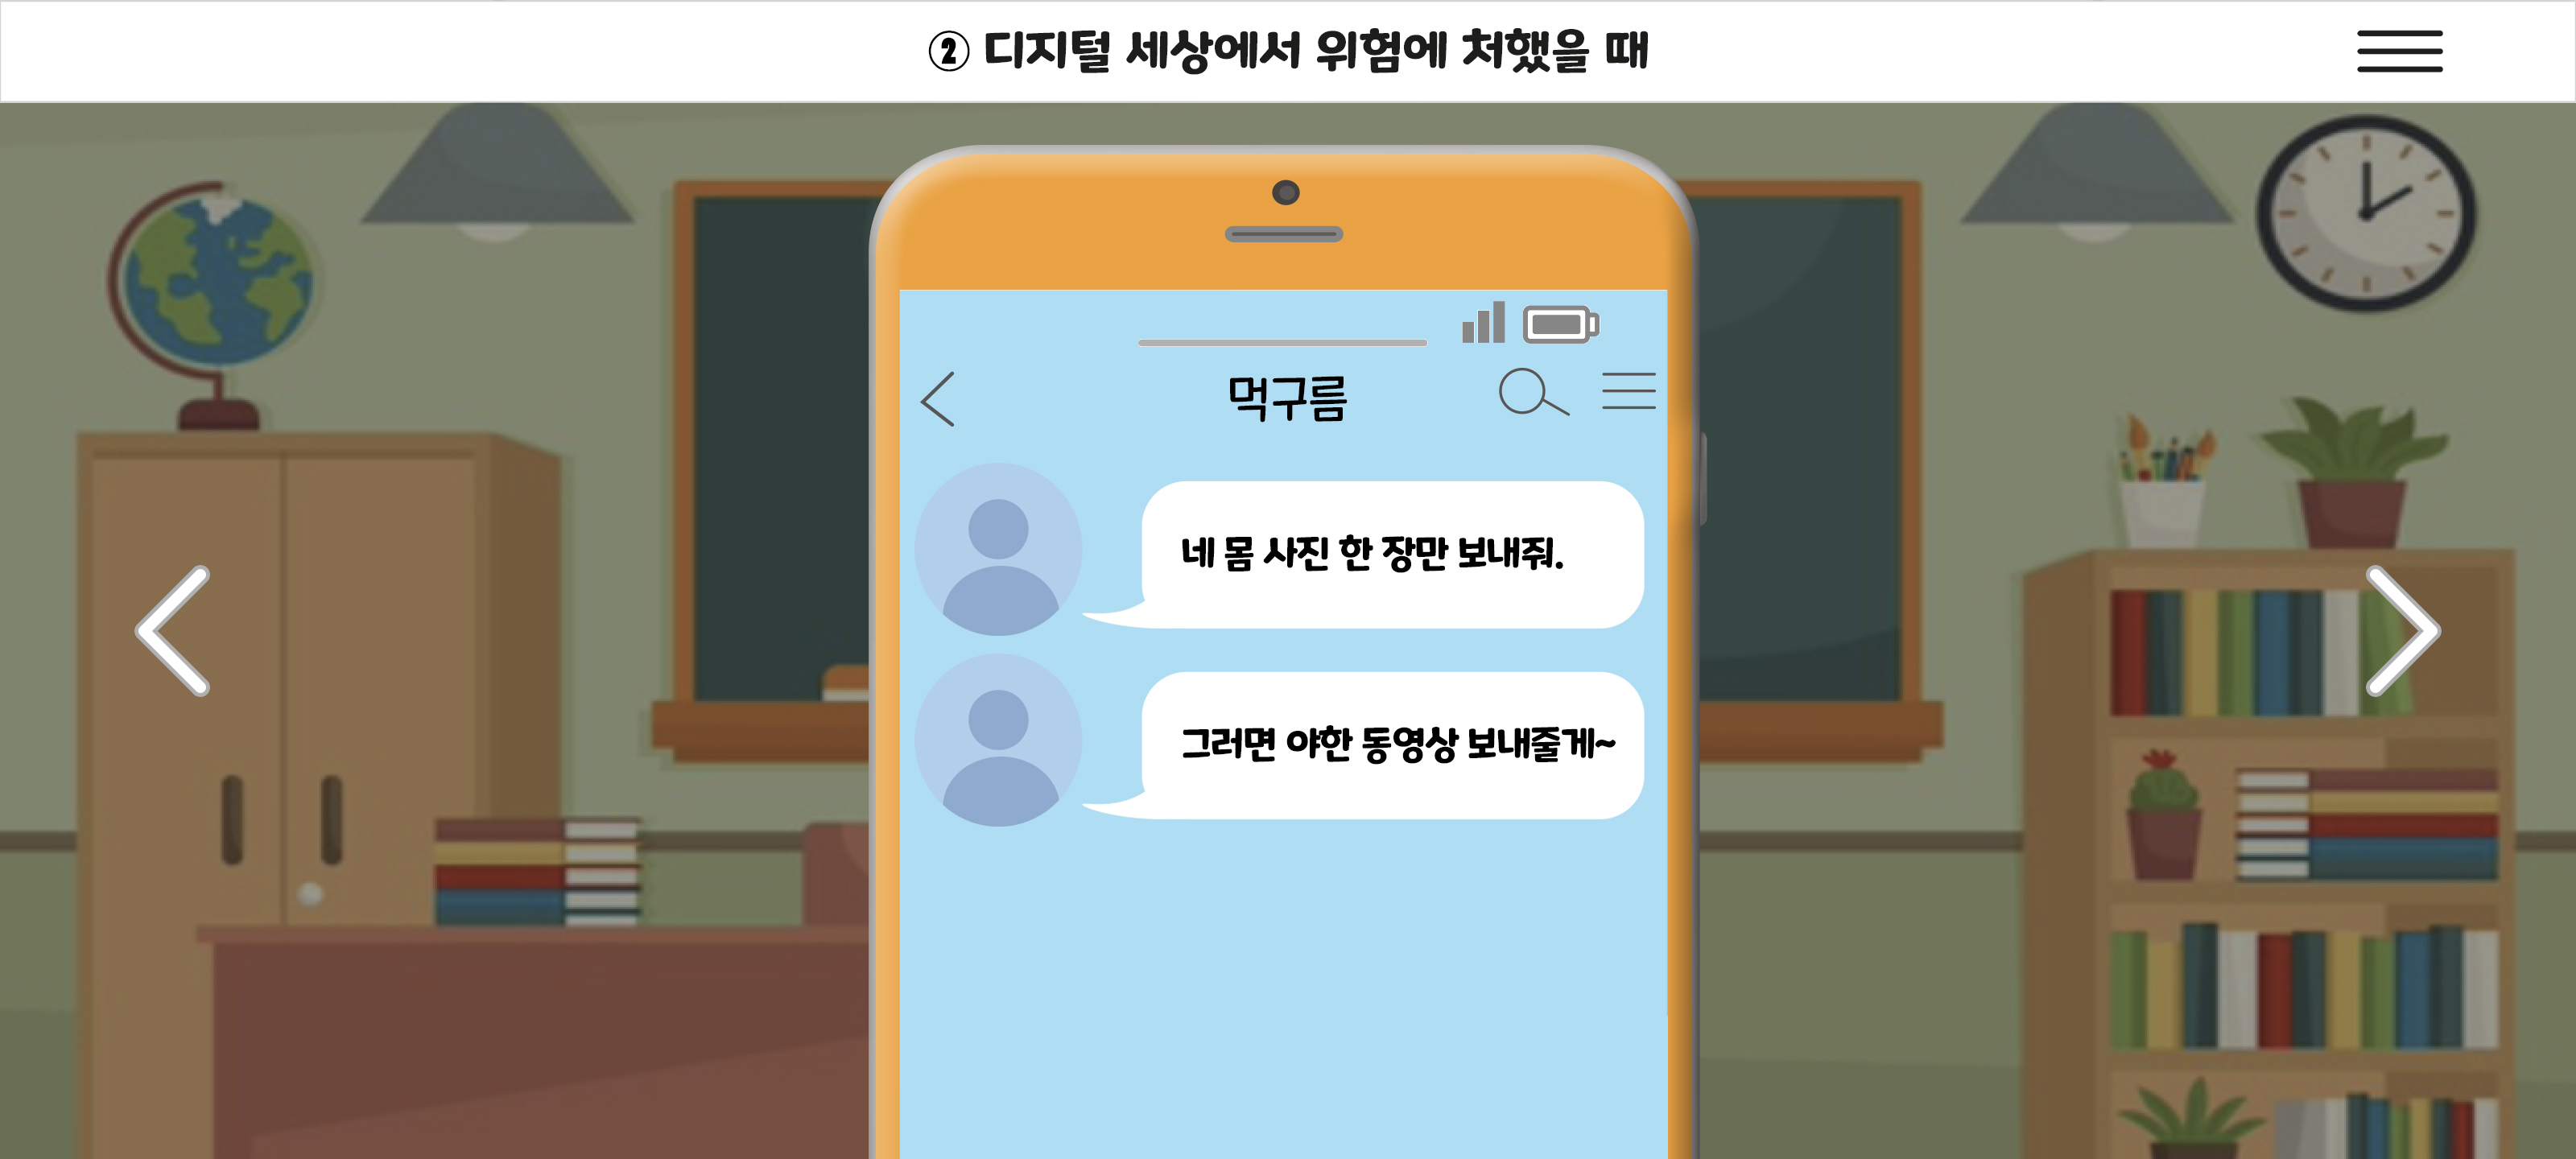 ② 디지털 세상에서 위험에 처했을 때
먹구름
네 몸 사진 한 장만 보내줘.
그러면 야한 동영상 보내줄게~